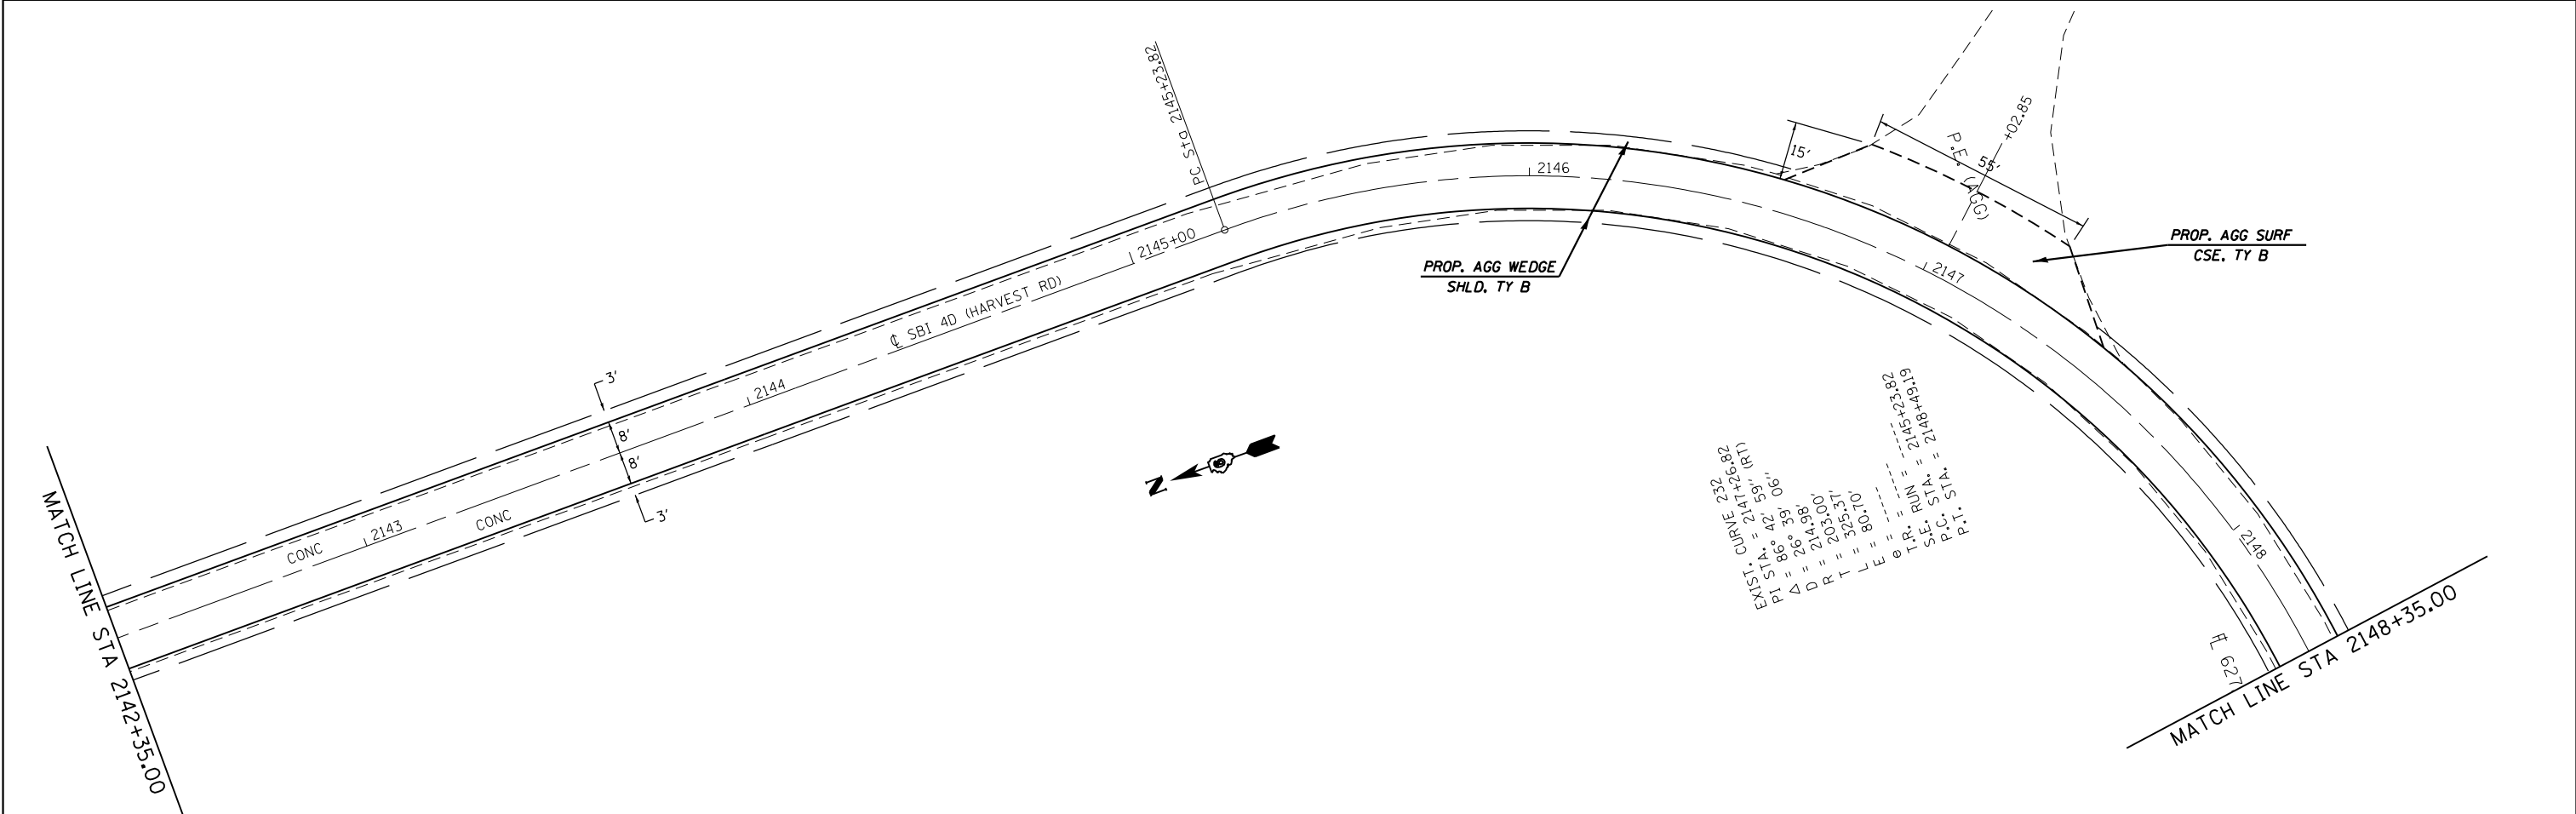 MATCH LINE STA 2142+35.00
CONC
2143
CONC
3'
8'
8'
3'
2144
℄ SBI 4D (HARVEST RD)
2145+00
PC Sta 2145+23.82
N
2146
PROP. AGG WEDGE
SHLD. TY B
15'
55'
P.E. (AGG)
+02.85
2147
PROP. AGG SURF
CSE. TY B
EXIST. CURVE 232
PI STA. = 2147+26.82
Δ = 86° 42' 59" (RT)
D = 26° 39' 06"
R = 214.98'
T = 203.00'
L = 325.37'
E = 80.70'
e = -----
T.R. = -----
S.E. RUN = -----
P.C. STA. = 2145+23.82
P.T. STA. = 2148+49.19
2148
729
MATCH LINE STA 2148+35.00